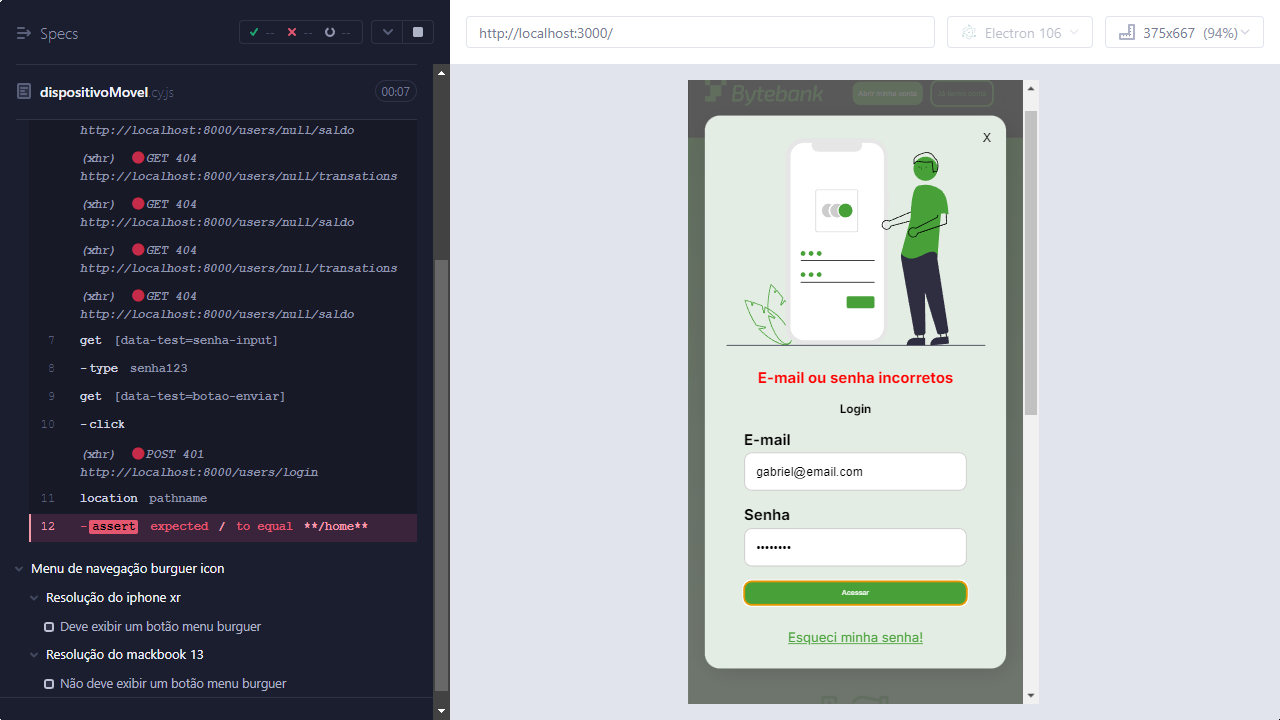 Specs
-- -- --
dispositivoMovel.cy.js
00:07
http://localhost:8000/users/null/saldo
(xhr) GET 404
http://localhost:8000/users/null/transations
(xhr) GET 404
http://localhost:8000/users/null/saldo
(xhr) GET 404
http://localhost:8000/users/null/transations
(xhr) GET 404
http://localhost:8000/users/null/saldo
7 get [data-test=senha-input]
8 -type senha123
9 get [data-test=botao-enviar]
10 -click
(xhr) POST 401
http://localhost:8000/users/login
11 location pathname
12 -assert expected / to equal **/home**
Menu de navegação burguer icon
Resolução do iphone xr
Deve exibir um botão menu burguer
Resolução do mackbook 13
Não deve exibir um botão menu burguer
http://localhost:3000/
Electron 106
375x667 (94%)
Bytebank
Abrir minha conta
Já tenho conta
X
E-mail ou senha incorretos
Login
E-mail
gabriel@email.com
Senha
••••••••
Acessar
Esqueci minha senha!